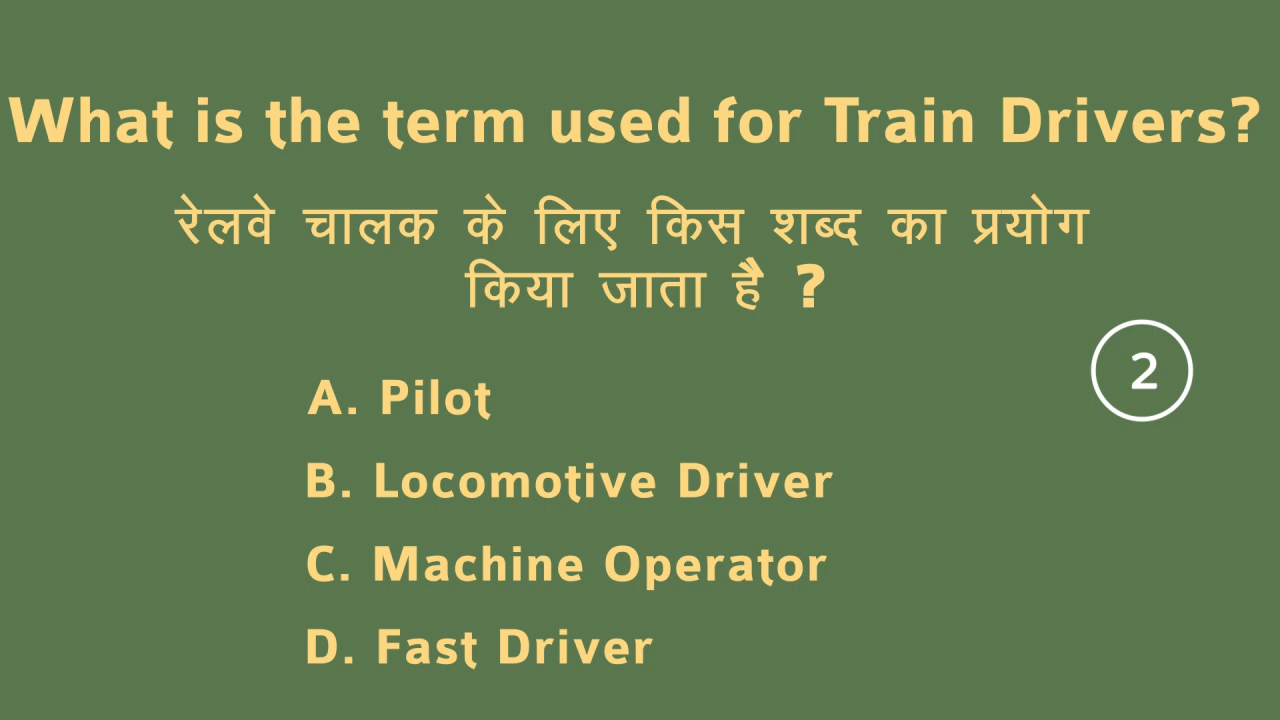 What is the term used for Train Drivers?
रेलवे चालक के लिए किस शब्द का प्रयोग
किया जाता है ?
2
A. Pilot
B. Locomotive Driver
C. Machine Operator
D. Fast Driver